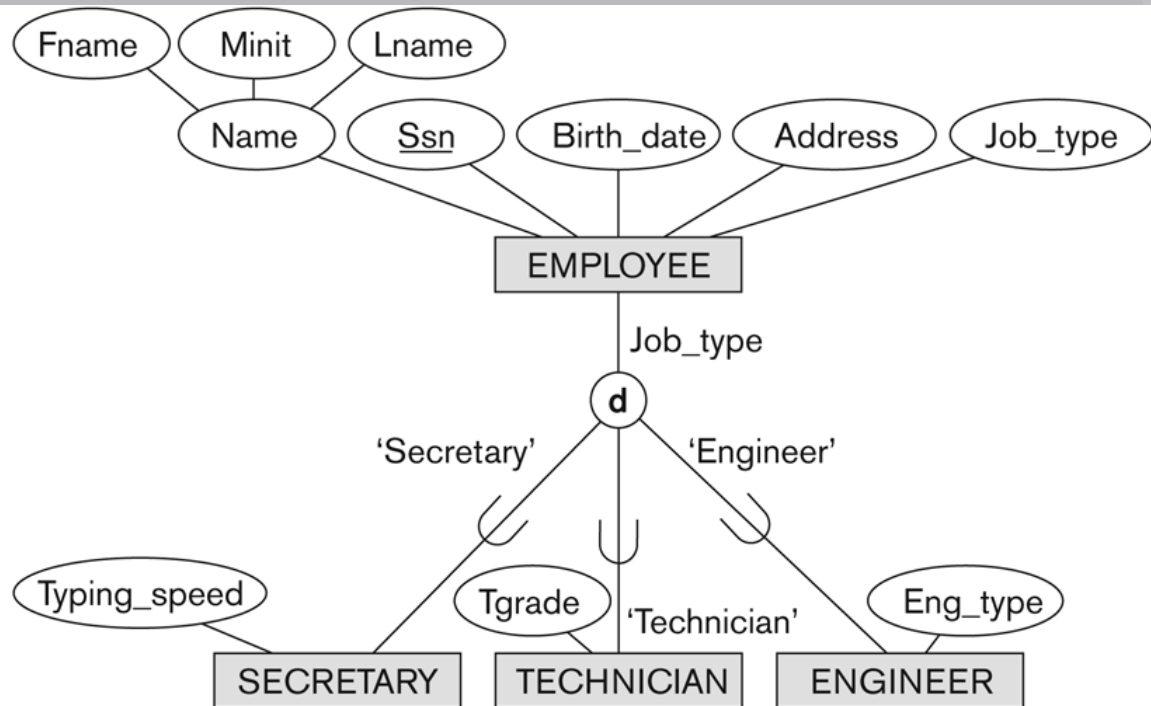 Fname Minit Lname
Name Ssn Birth_date Address Job_type
EMPLOYEE
Job_type
d
‘Secretary’ ‘Engineer’
Typing_speed Tgrade Eng_type
‘Technician’
SECRETARY TECHNICIAN ENGINEER